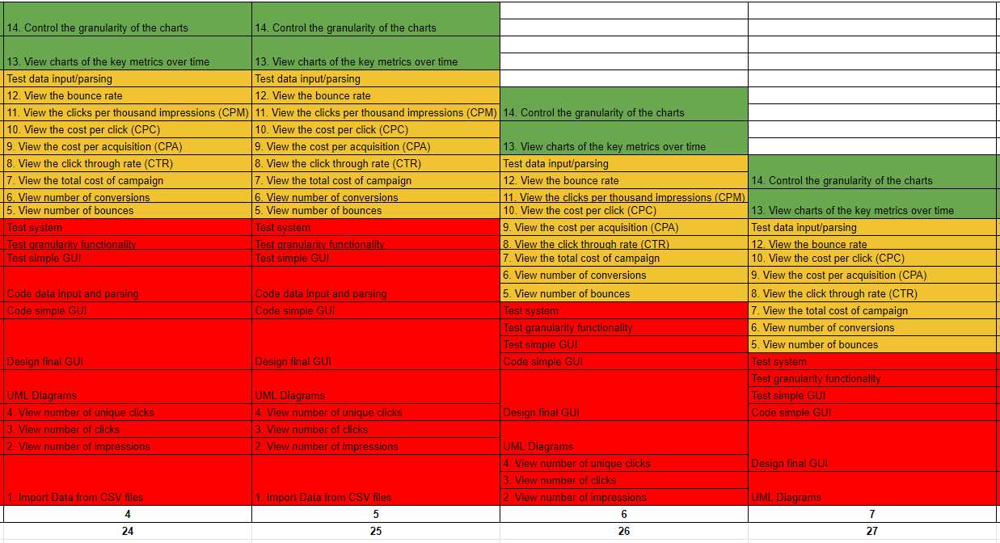 14. Control the granularity of the charts
13. View charts of the key metrics over time
Test data input/parsing
12. View the bounce rate
11. View the clicks per thousand impressions (CPM)
10. View the cost per click (CPC)
9. View the cost per acquisition (CPA)
8. View the click through rate (CTR)
7. View the total cost of campaign
6. View number of conversions
5. View number of bounces
Test system
Test granularity functionality
Test simple GUI
Code data input and parsing
Code simple GUI
Design final GUI
UML Diagrams
4. View number of unique clicks
3. View number of clicks
2. View number of impressions
1. Import Data from CSV files
4
24
14. Control the granularity of the charts
13. View charts of the key metrics over time
Test data input/parsing
12. View the bounce rate
11. View the clicks per thousand impressions (CPM)
10. View the cost per click (CPC)
9. View the cost per acquisition (CPA)
8. View the click through rate (CTR)
7. View the total cost of campaign
6. View number of conversions
5. View number of bounces
Test system
Test granularity functionality
Test simple GUI
Code data input and parsing
Code simple GUI
Design final GUI
UML Diagrams
4. View number of unique clicks
3. View number of clicks
2. View number of impressions
1. Import Data from CSV files
5
25
14. Control the granularity of the charts
13. View charts of the key metrics over time
Test data input/parsing
12. View the bounce rate
11. View the clicks per thousand impressions (CPM)
10. View the cost per click (CPC)
9. View the cost per acquisition (CPA)
8. View the click through rate (CTR)
7. View the total cost of campaign
6. View number of conversions
5. View number of bounces
Test system
Test granularity functionality
Test simple GUI
Code simple GUI
Design final GUI
UML Diagrams
4. View number of unique clicks
3. View number of clicks
2. View number of impressions
6
26
14. Control the granularity of the charts
13. View charts of the key metrics over time
Test data input/parsing
12. View the bounce rate
10. View the cost per click (CPC)
9. View the cost per acquisition (CPA)
8. View the click through rate (CTR)
7. View the total cost of campaign
6. View number of conversions
5. View number of bounces
Test system
Test granularity functionality
Test simple GUI
Code simple GUI
Design final GUI
UML Diagrams
7
27